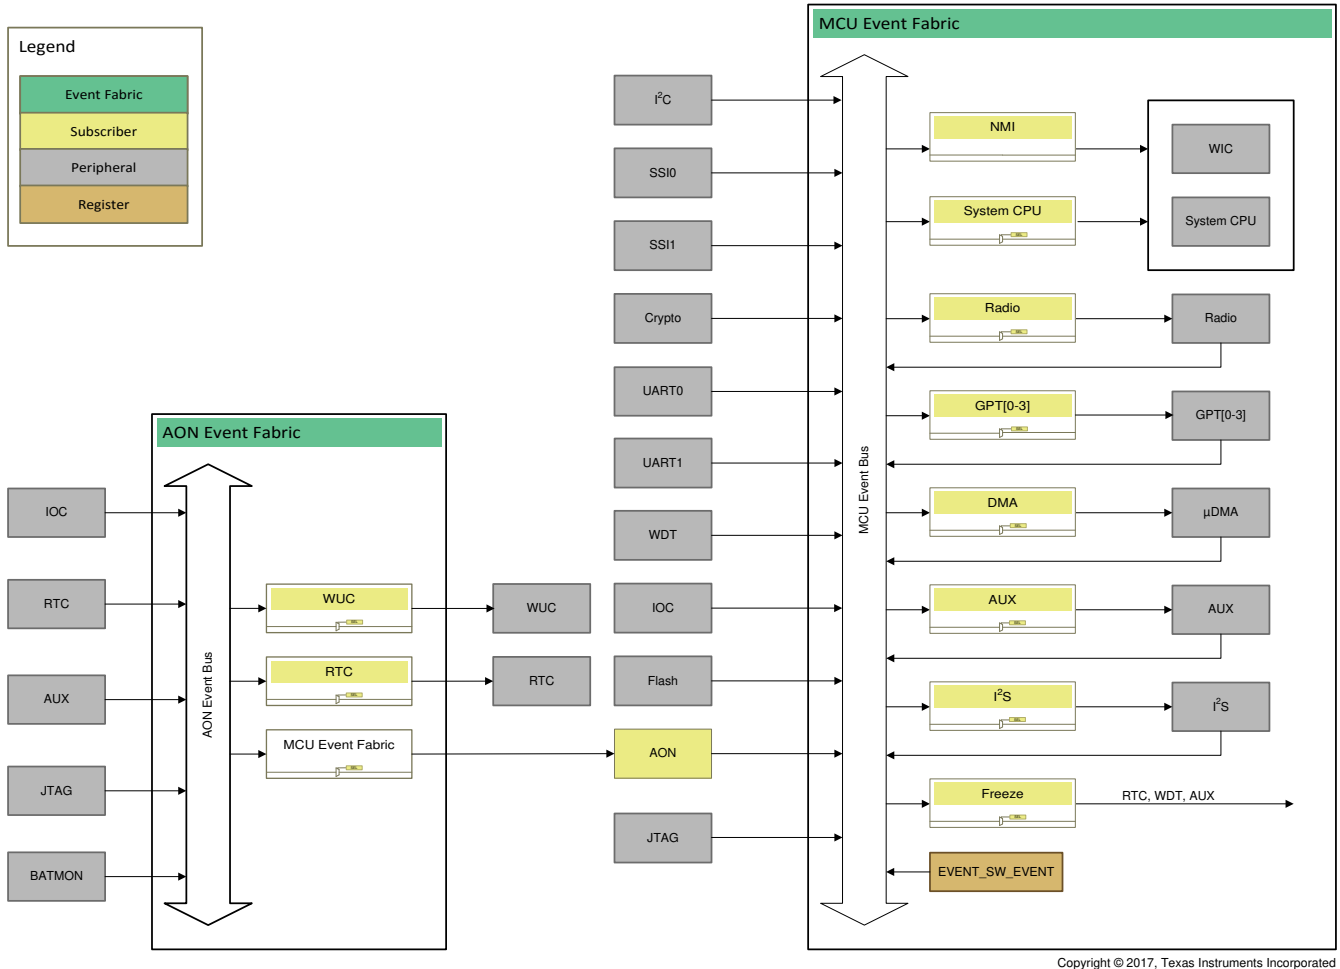 Legend
Event Fabric
Subscriber
Peripheral
Register
AON Event Fabric
IOC
RTC
AUX
JTAG
BATMON
AON Event Bus
WUC
RTC
MCU Event Fabric
WUC
RTC
I²C
SSI0
SSI1
Crypto
UART0
UART1
WDT
IOC
Flash
AON
JTAG
MCU Event Fabric
MCU Event Bus
NMI
System CPU
Radio
GPT[0-3]
DMA
AUX
I²S
Freeze
EVENT_SW_EVENT
WIC
System CPU
Radio
GPT[0-3]
µDMA
AUX
I²S
RTC, WDT, AUX
Copyright © 2017, Texas Instruments Incorporated